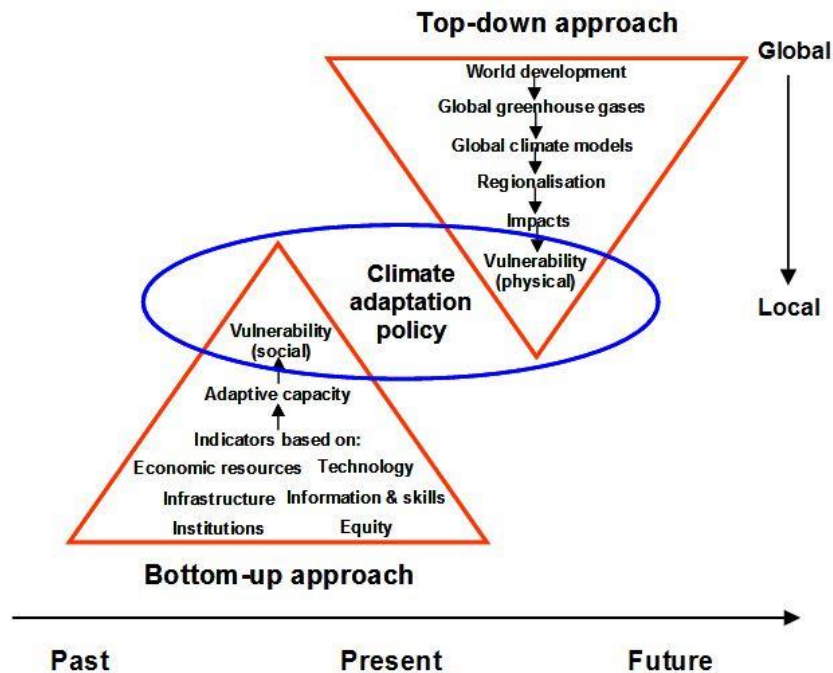 Top-down approach
Global
World development
Global greenhouse gases
Global climate models
Regionalisation
Impacts
Vulnerability
(physical)
Local
Climate
adaptation
policy
Vulnerability
(social)
Adaptive capacity
Indicators based on:
Economic resources Technology
Infrastructure Information & skills
Institutions Equity
Bottom-up approach
Past Present Future